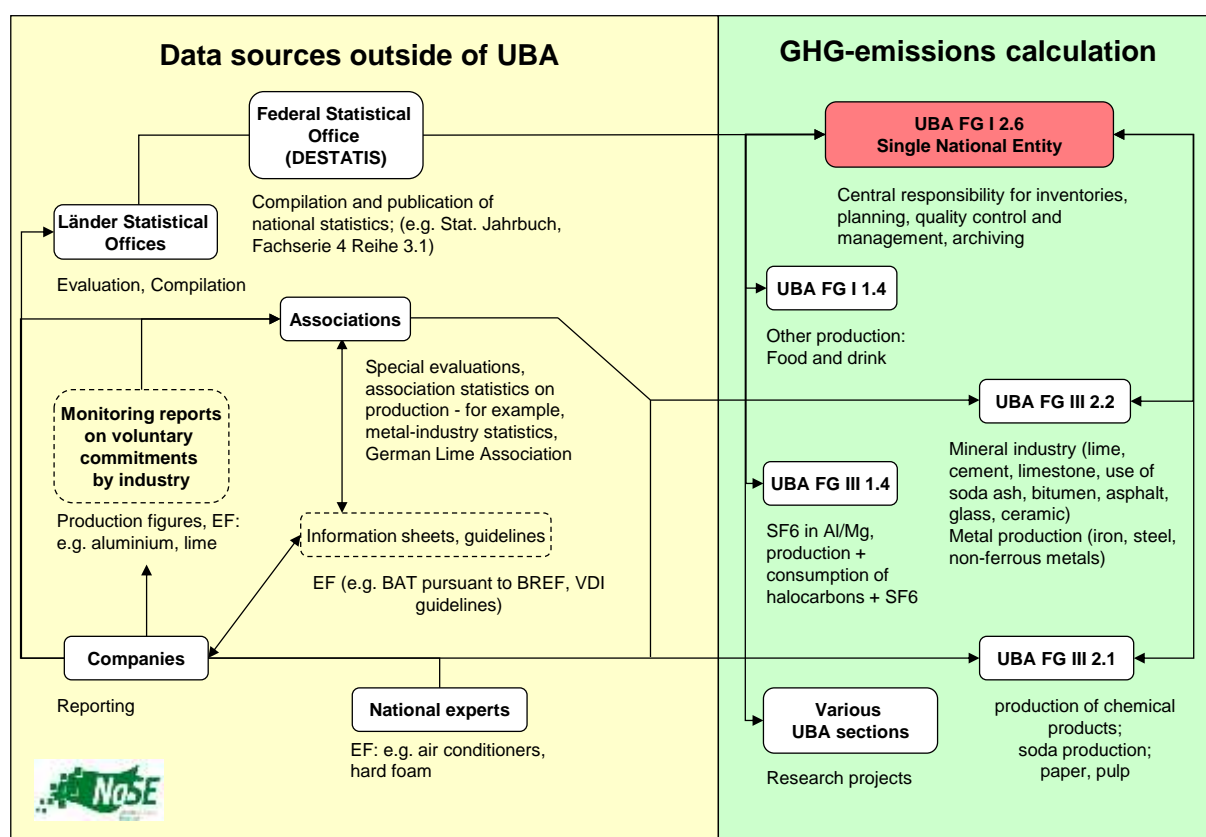 Data sources outside of UBA
Federal Statistical
Office
(DESTATIS)
Compilation and publication of
national statistics; (e.g. Stat. Jahrbuch,
Fachserie 4 Reihe 3.1)
Länder Statistical
Offices
Evaluation, Compilation
Associations
Special evaluations,
association statistics on
production - for example,
metal-industry statistics,
German Lime Association
Monitoring reports
on voluntary
commitments
by industry
Production figures, EF:
e.g. aluminium, lime
Information sheets, guidelines
EF (e.g. BAT pursuant to BREF, VDI
guidelines)
Companies
Reporting
National experts
EF: e.g. air conditioners,
hard foam
NaSE
GHG-emissions calculation
UBA FG I 2.6
Single National Entity
Central responsibility for inventories,
planning, quality control and
management, archiving
UBA FG I 1.4
Other production:
Food and drink
UBA FG III 2.2
Mineral industry (lime,
cement, limestone, use of
soda ash, bitumen, asphalt,
glass, ceramic)
Metal production (iron, steel,
non-ferrous metals)
UBA FG III 1.4
SF6 in Al/Mg,
production +
consumption of
halocarbons + SF6
UBA FG III 2.1
production of chemical
products;
soda production;
paper, pulp
Various
UBA sections
Research projects